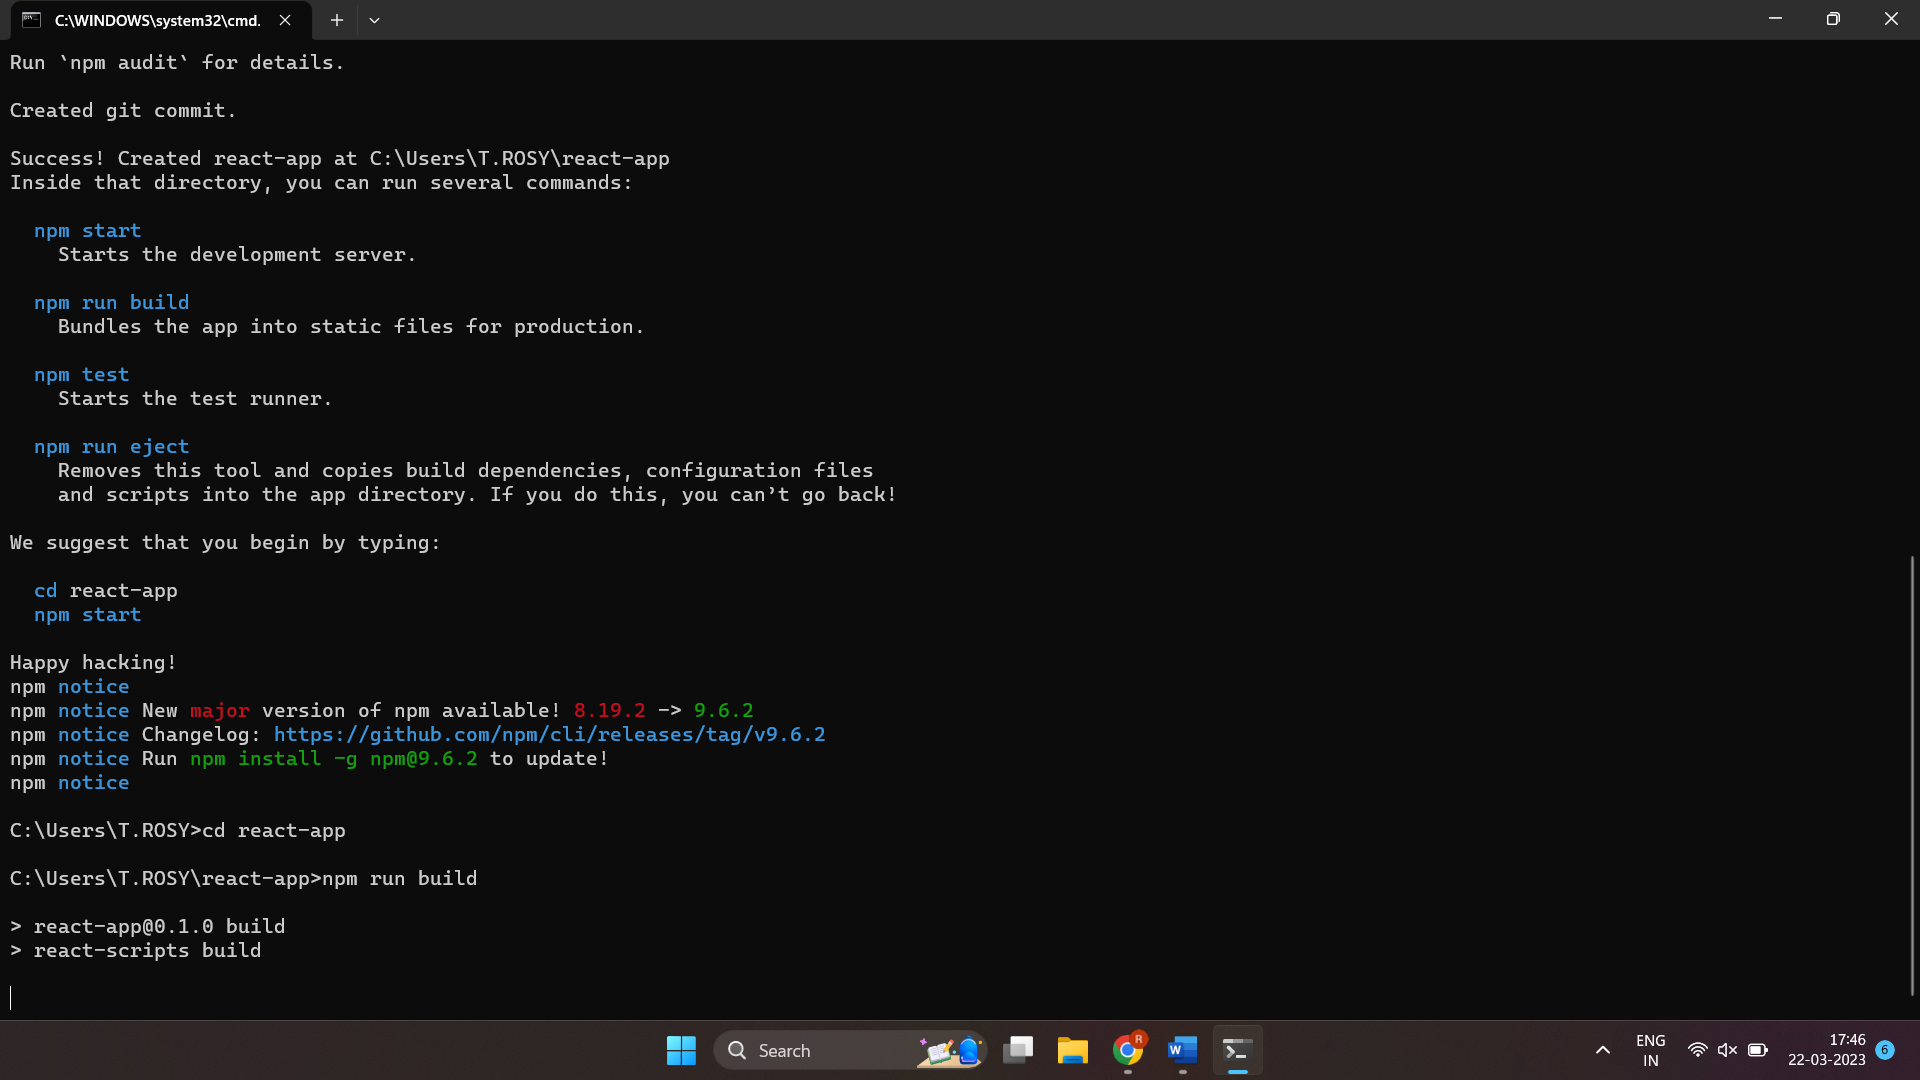 C:\WINDOWS\system32\cmd.
Run `npm audit` for details.
Created git commit.
Success! Created react-app at C:\Users\T.ROSY\react-app
Inside that directory, you can run several commands:
npm start
Starts the development server.
npm run build
Bundles the app into static files for production.
npm test
Starts the test runner.
npm run eject
Removes this tool and copies build dependencies, configuration files
and scripts into the app directory. If you do this, you can’t go back!
We suggest that you begin by typing:
cd react-app
npm start
Happy hacking!
npm notice
npm notice New major version of npm available! 8.19.2 -> 9.6.2
npm notice Changelog: https://github.com/npm/cli/releases/tag/v9.6.2
npm notice Run npm install -g npm@9.6.2 to update!
npm notice
C:\Users\T.ROSY>cd react-app
C:\Users\T.ROSY\react-app>npm run build
> react-app@0.1.0 build
> react-scripts build
Search
R
W
ENG
IN
17:46
22-03-2023
6